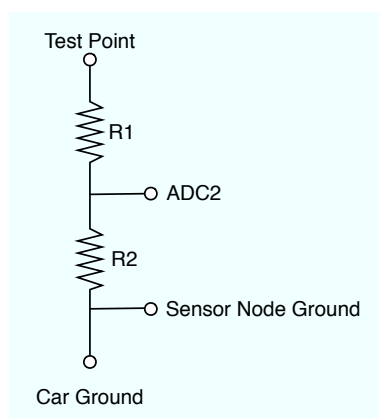 Test Point
R1
ADC2
R2
Sensor Node Ground
Car Ground